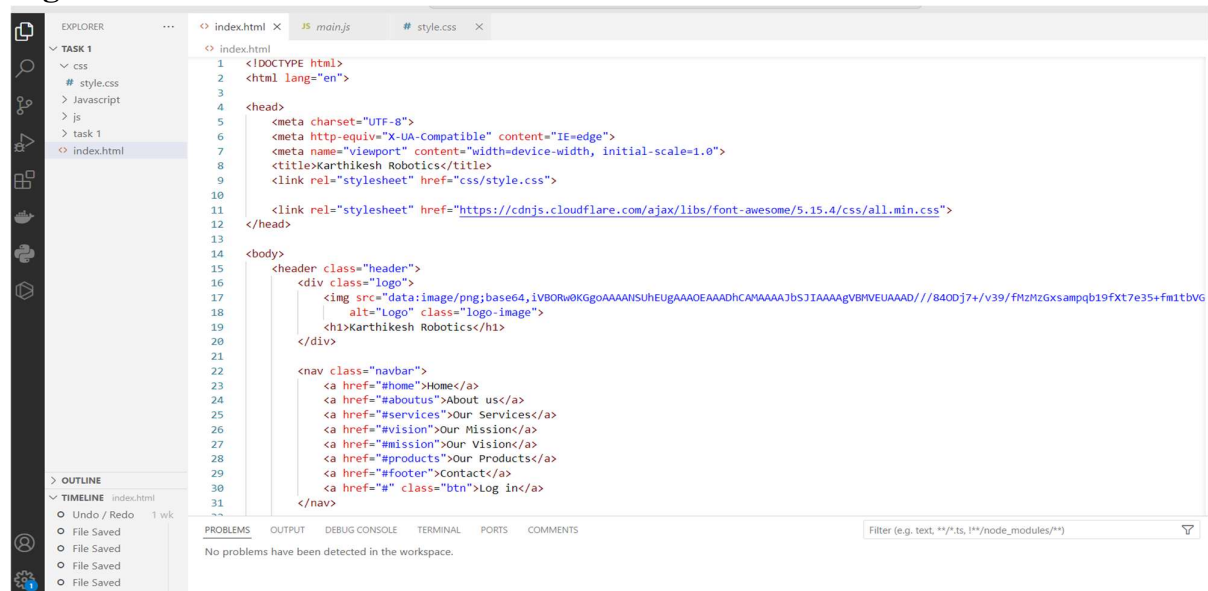 EXPLORER ...
TASK 1
css
# style.css
Javascript
js
task 1
<> index.html
OUTLINE
TIMELINE index.html
Undo / Redo 1 wk
File Saved
File Saved
File Saved
File Saved
1
<> index.html × JS main.js # style.css ×
<> index.html
1 <!DOCTYPE html>
2 <html lang="en">
3
4 <head>
5 <meta charset="UTF-8">
6 <meta http-equiv="X-UA-Compatible" content="IE=edge">
7 <meta name="viewport" content="width=device-width, initial-scale=1.0">
8 <title>Karthikesh Robotics</title>
9 <link rel="stylesheet" href="css/style.css">
10
11 <link rel="stylesheet" href="https://cdnjs.cloudflare.com/ajax/libs/font-awesome/5.15.4/css/all.min.css">
12 </head>
13
14 <body>
15 <header class="header">
16 <div class="logo">
17 <img src="data:image/png;base64,iVBORw0KGgoAAAANSUhEUgAAAOEAAADhCAMAAAAJbSJIAAAAgVBMVEUAAAD///84ODj7+/v39/fMzMzGxsampqb19fXt7e35+fm1tbVG
18 alt="Logo" class="logo-image">
19 <h1>Karthikesh Robotics</h1>
20 </div>
21
22 <nav class="navbar">
23 <a href="#home">Home</a>
24 <a href="#aboutus">About us</a>
25 <a href="#services">Our Services</a>
26 <a href="#vision">Our Mission</a>
27 <a href="#mission">Our Vision</a>
28 <a href="#products">Our Products</a>
29 <a href="#footer">Contact</a>
30 <a href="#" class="btn">Log in</a>
31 </nav>
PROBLEMS OUTPUT DEBUG CONSOLE TERMINAL PORTS COMMENTS Filter (e.g. text, **/*.ts, !**/node_modules/**)
No problems have been detected in the workspace.